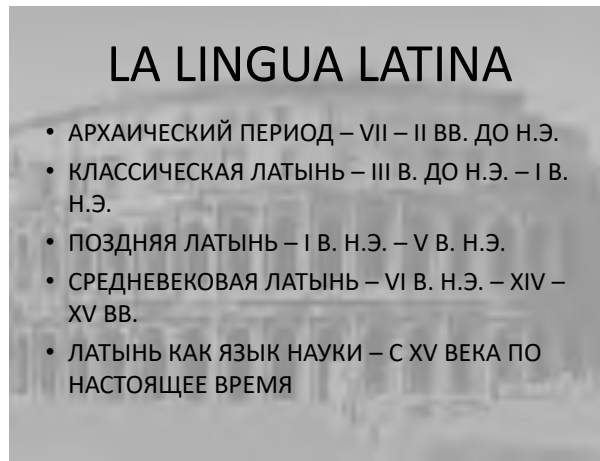 LA LINGUA LATINA
• АРХАИЧЕСКИЙ ПЕРИОД – VII – II ВВ. ДО Н.Э.
• КЛАССИЧЕСКАЯ ЛАТЫНЬ – III В. ДО Н.Э. – I В.
Н.Э.
• ПОЗДНЯЯ ЛАТЫНЬ – I В. Н.Э. – V В. Н.Э.
• СРЕДНЕВЕКОВАЯ ЛАТЫНЬ – VI В. Н.Э. – XIV –
XV ВВ.
• ЛАТЫНЬ КАК ЯЗЫК НАУКИ – С XV ВЕКА ПО
НАСТОЯЩЕЕ ВРЕМЯ